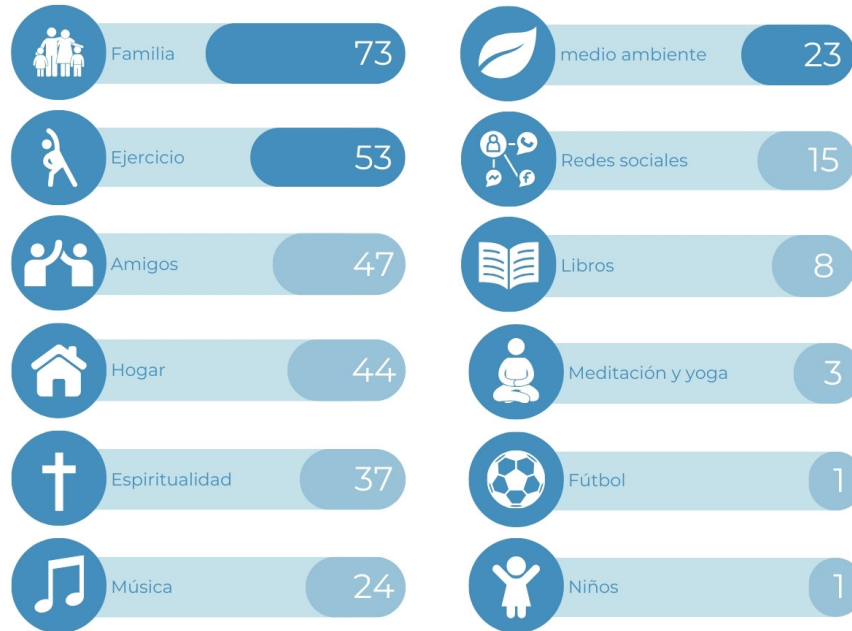 Familia 73
Ejercicio 53
Amigos 47
Hogar 44
Espiritualidad 37
Música 24
medio ambiente 23
Redes sociales 15
Libros 8
Meditación y yoga 3
Fútbol 1
Niños 1